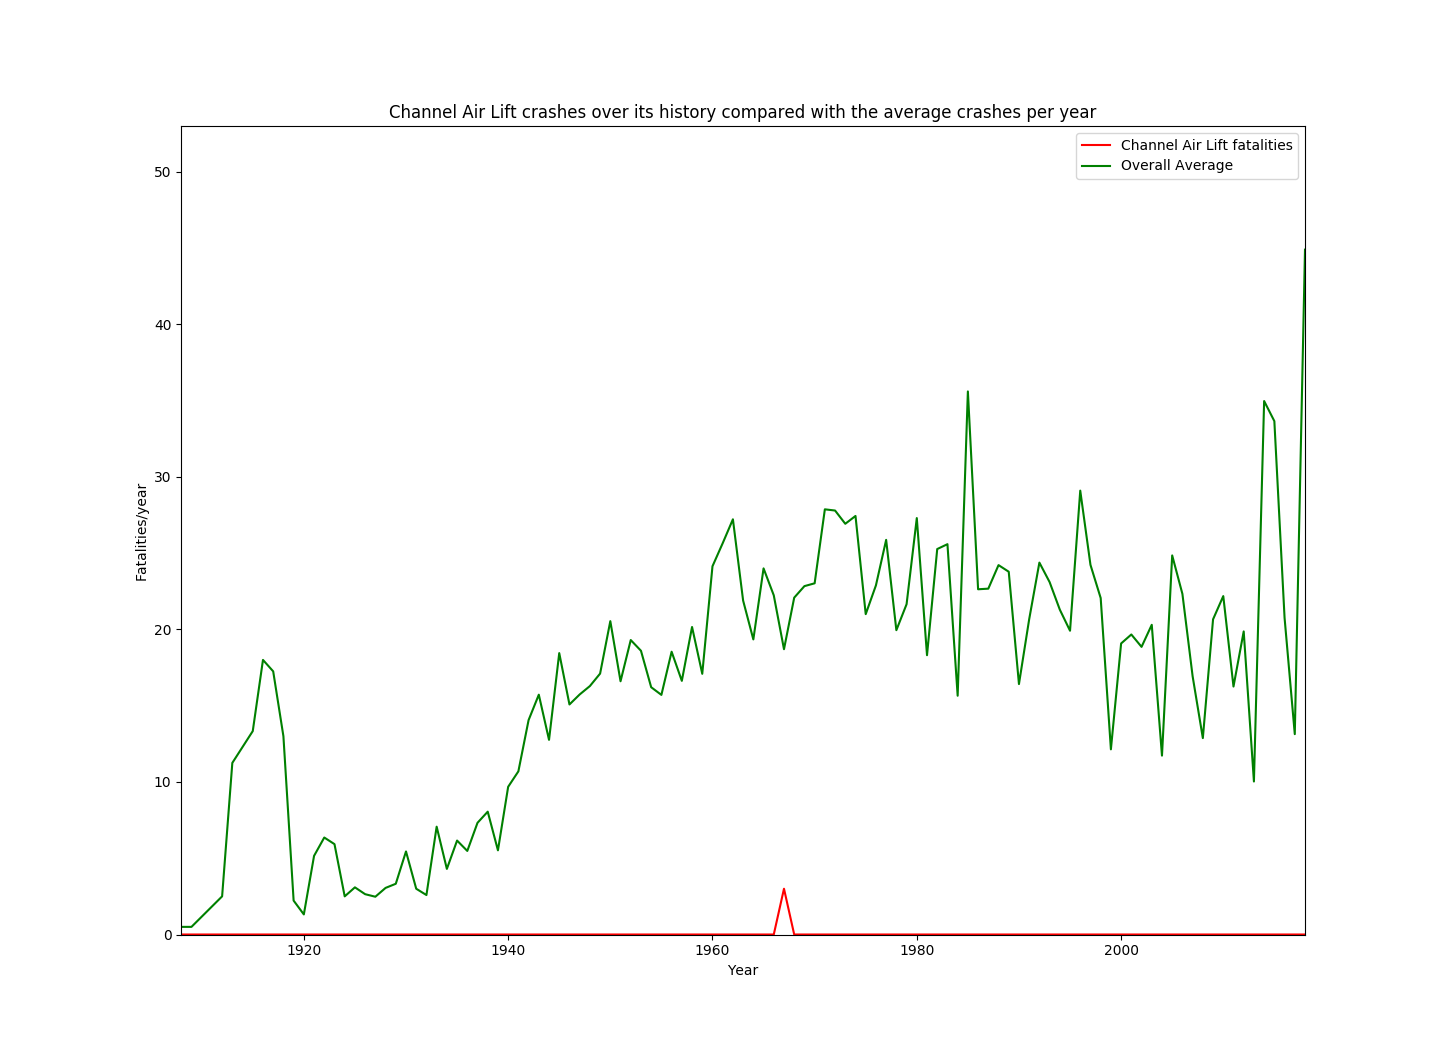 Channel Air Lift crashes over its history compared with the average crashes per year
Channel Air Lift fatalities
Overall Average
50
40
30
20
10
0
Fatalities/year
1920
1940
1960
1980
2000
Year